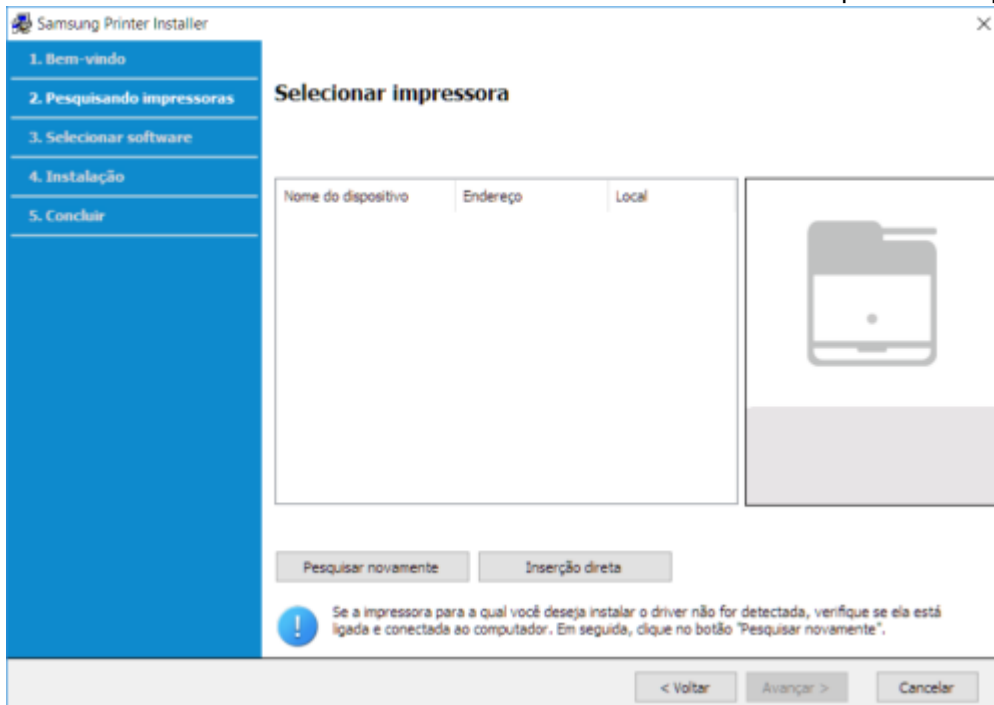 Samsung Printer Installer
1. Bem-vindo
2. Pesquisando impressoras
3. Selecionar software
4. Instalação
5. Concluir
Selecionar impressora
Nome do dispositivo Endereço Local
Pesquisar novamente Inserção direta
Se a impressora para a qual você deseja instalar o driver não for detectada, verifique se ela está
ligada e conectada ao computador. Em seguida, clique no botão "Pesquisar novamente".
< Voltar Avançar > Cancelar